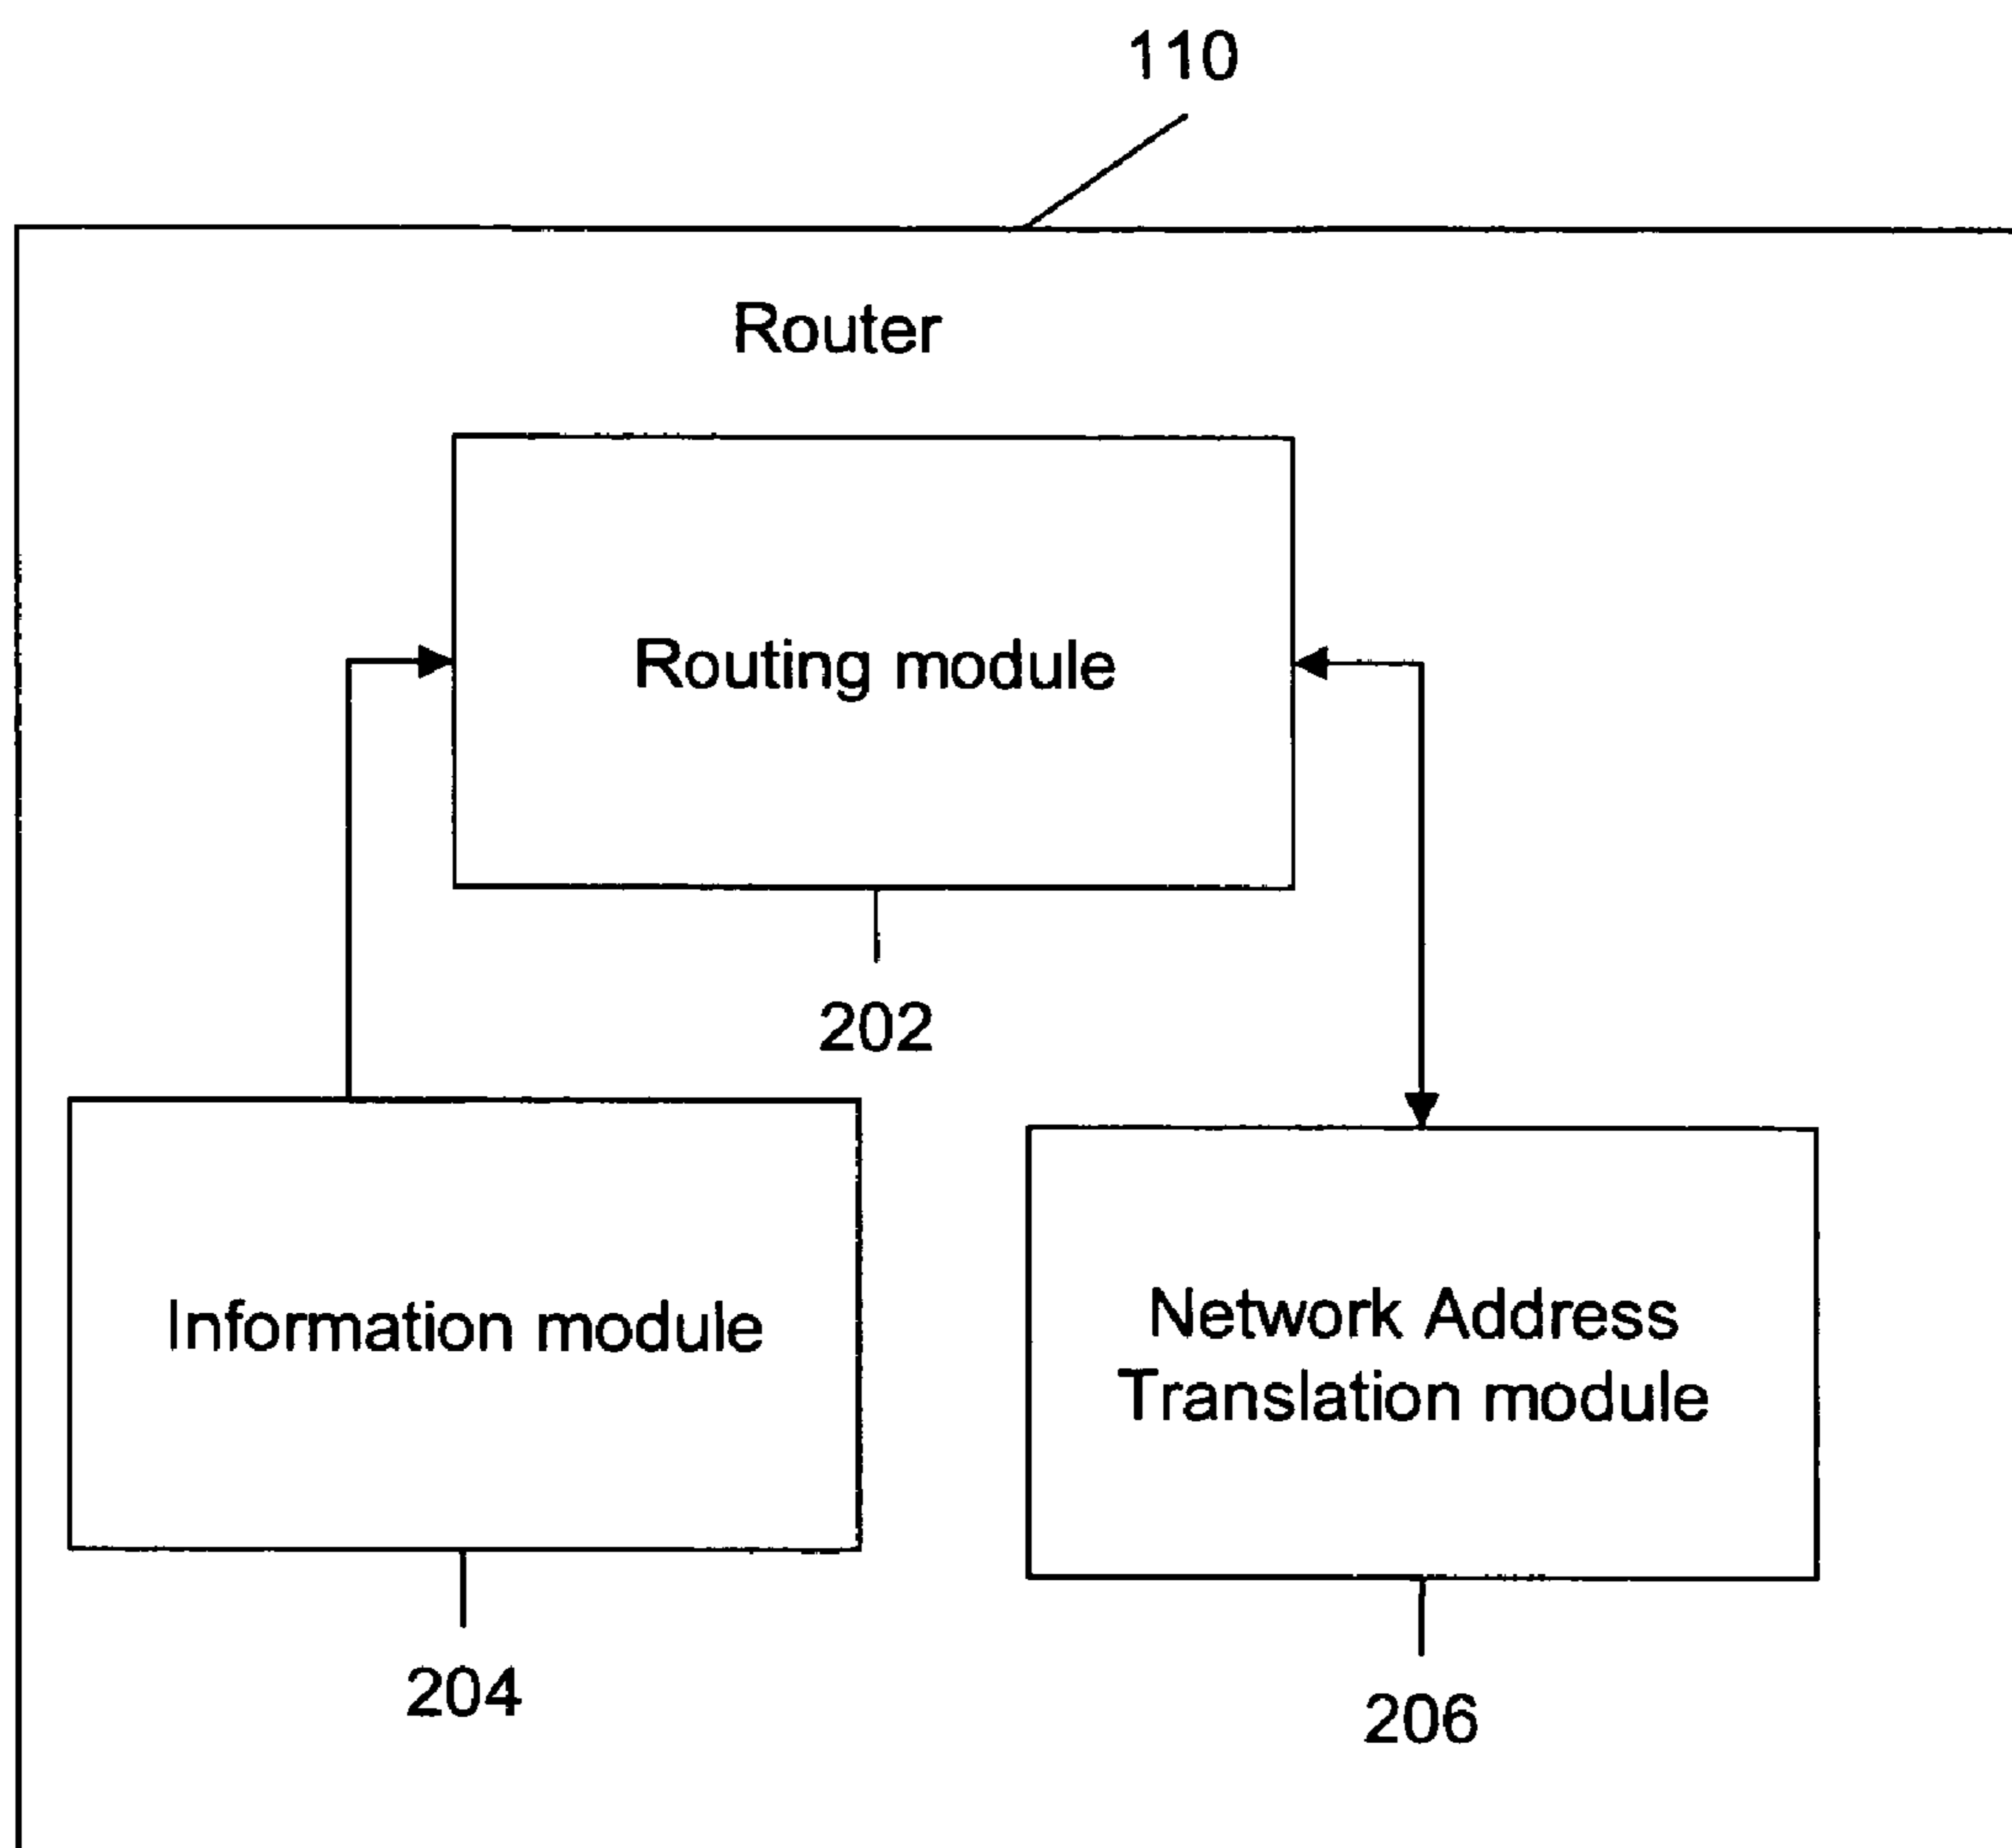 110
Router
Routing module
202
Information module
Network Address
Translation module
204
206